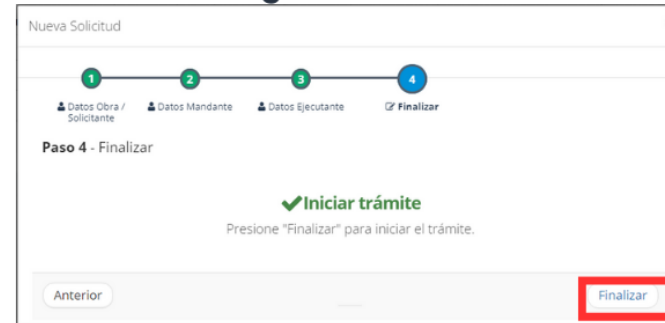 Nueva Solicitud
1
2
3
4
Datos Obra /
Solicitante
Datos Mandante
Datos Ejecutante
Finalizar
Paso 4 - Finalizar
Iniciar trámite
Presione "Finalizar" para iniciar el trámite.
Anterior
Finalizar